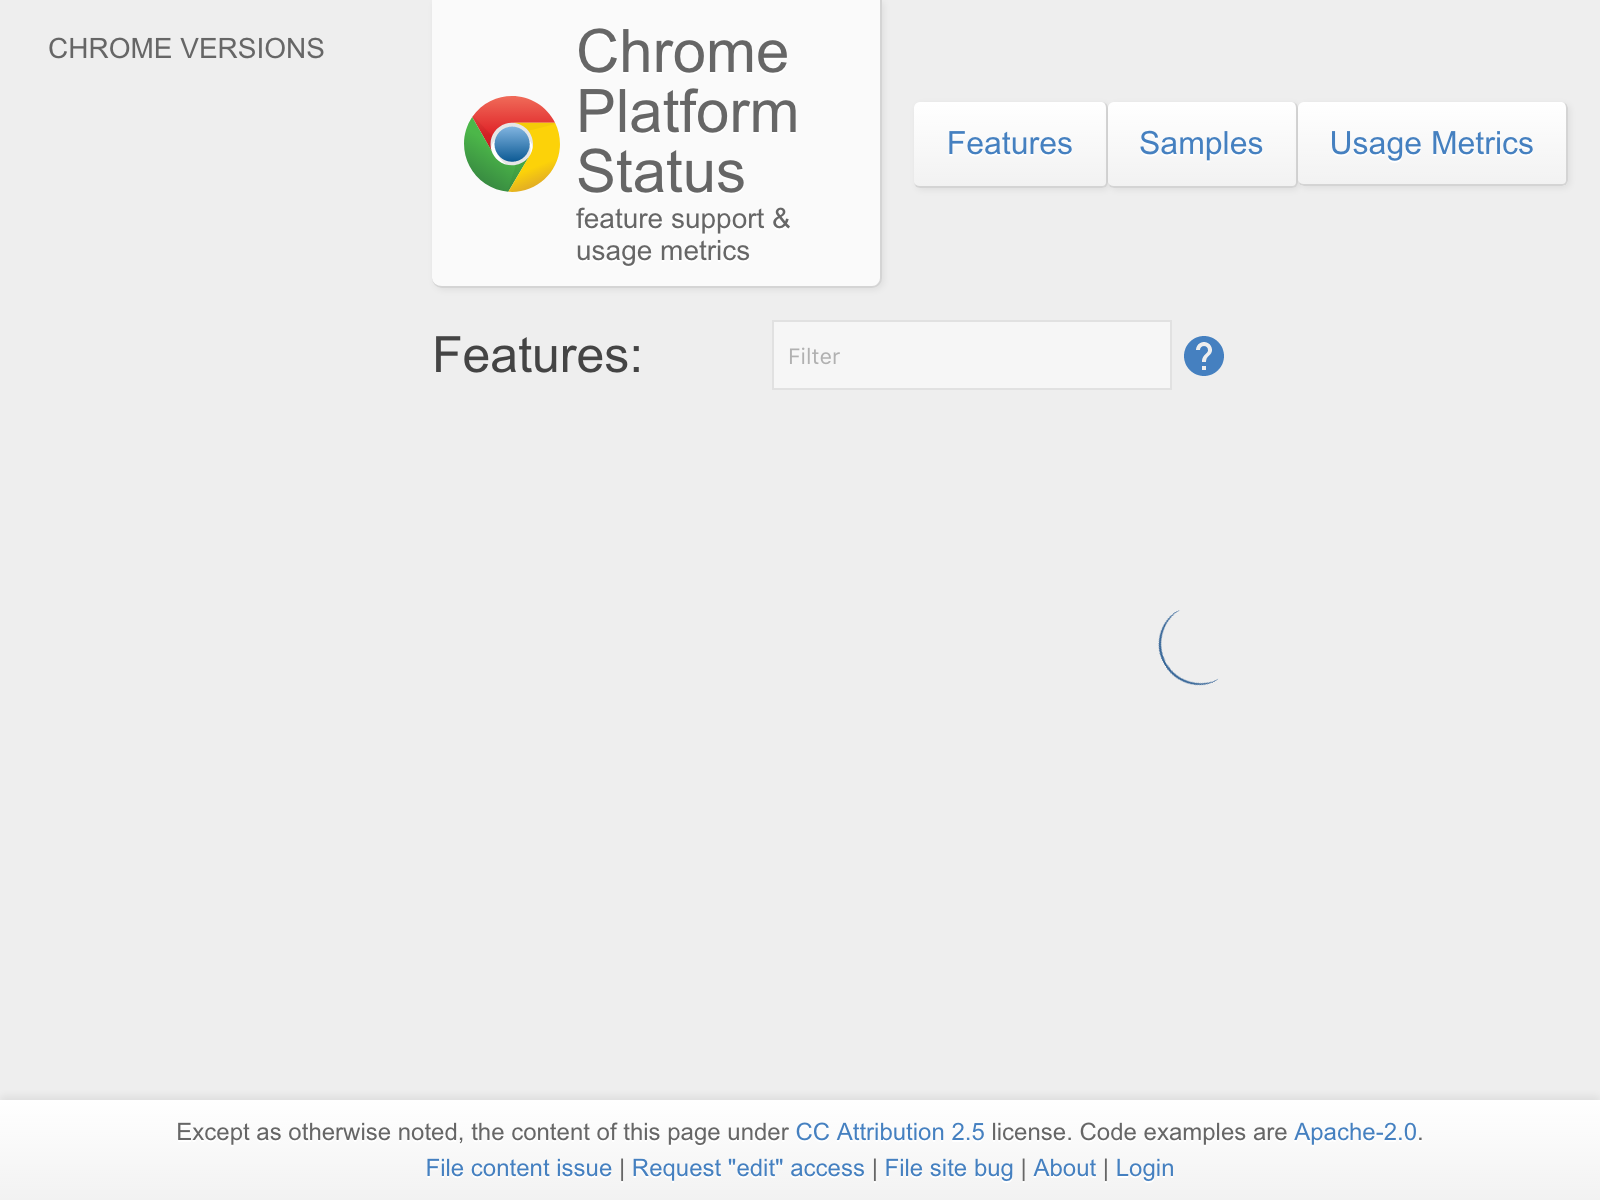 CHROME VERSIONS
Chrome
Platform
Status
feature support &
usage metrics
Features
Samples
Usage Metrics
Features:
Filter
?
Except as otherwise noted, the content of this page under CC Attribution 2.5 license. Code examples are Apache-2.0.
File content issue | Request "edit" access | File site bug | About | Login